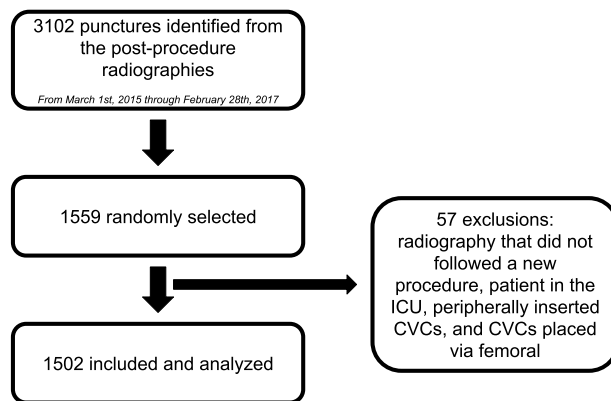 3102 punctures identified from
the post-procedure
radiographies
From March 1st, 2015 through February 28th, 2017
1559 randomly selected
57 exclusions:
radiography that did not
followed a new
procedure, patient in the
ICU, peripherally inserted
CVCs, and CVCs placed
via femoral
1502 included and analyzed